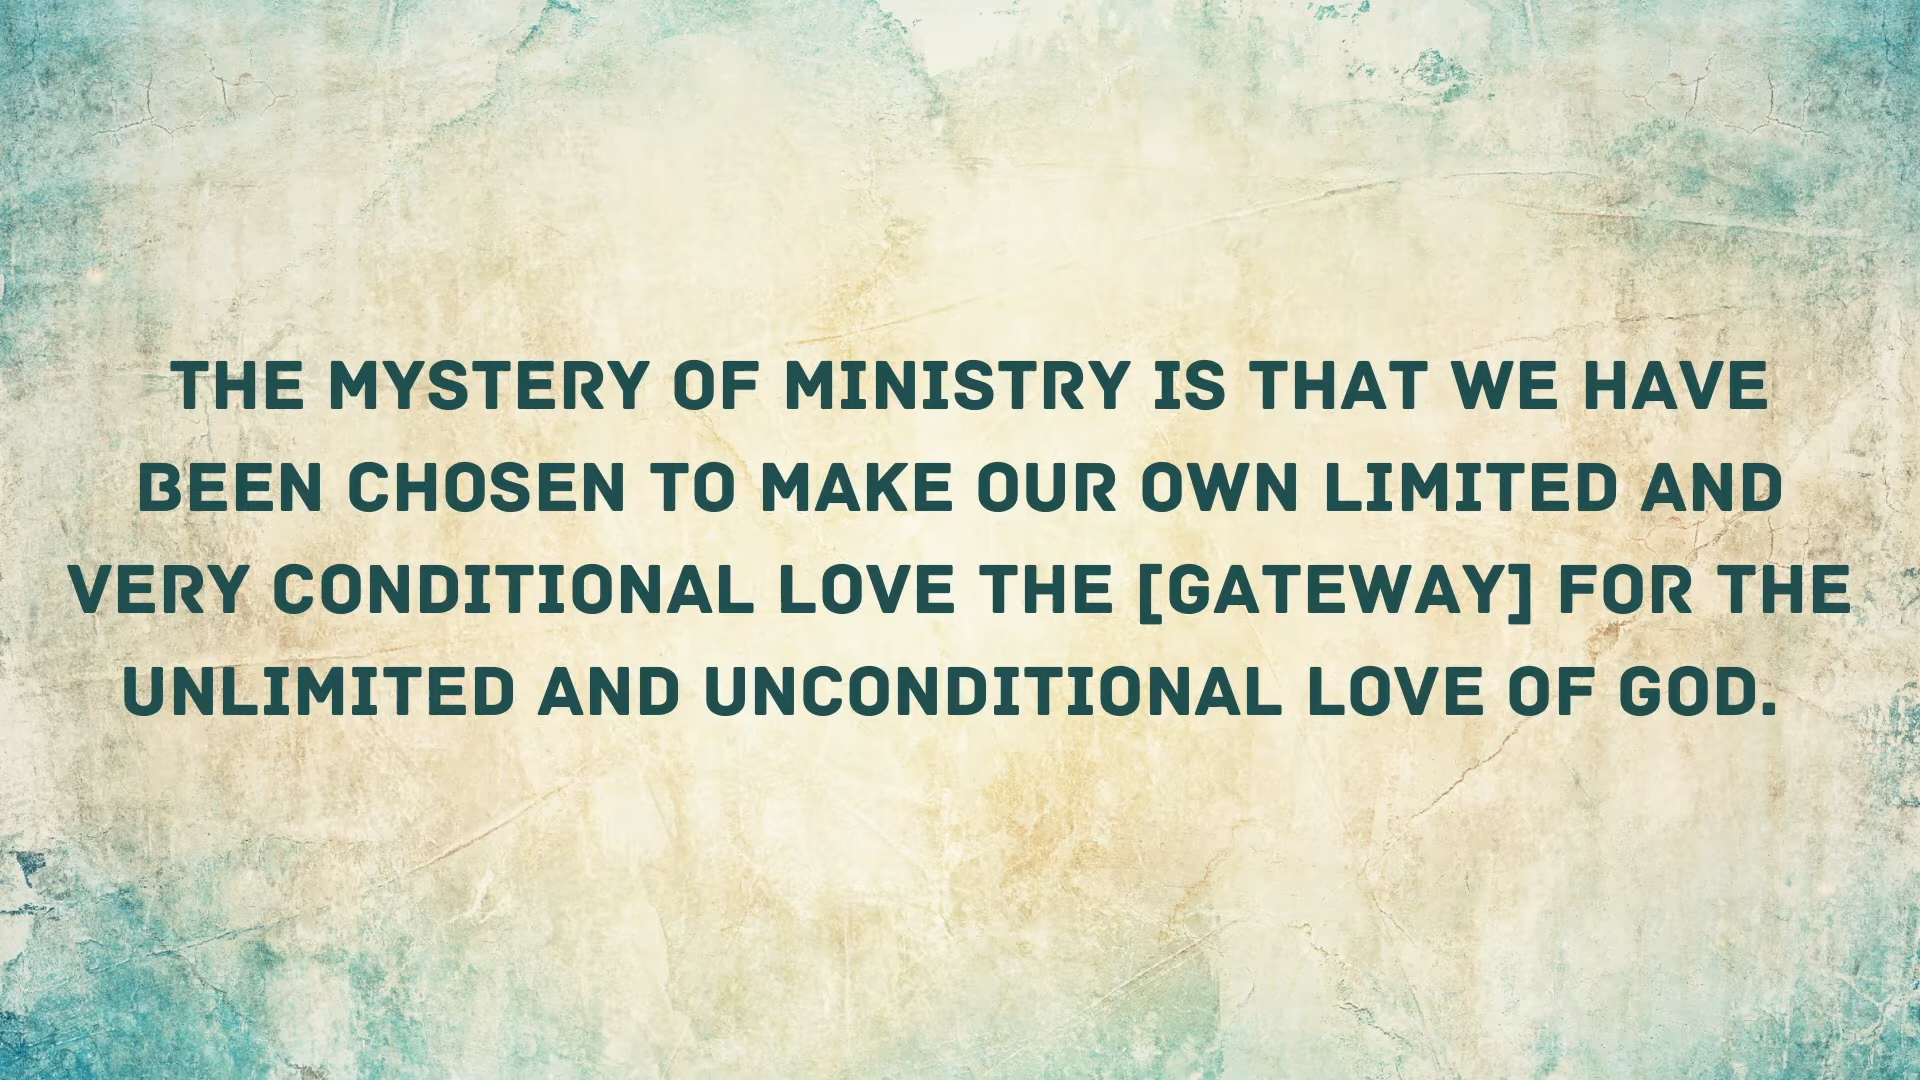 THE MYSTERY OF MINISTRY IS THAT WE HAVE
BEEN CHOSEN TO MAKE OUR OWN LIMITED AND
VERY CONDITIONAL LOVE THE [GATEWAY] FOR THE
UNLIMITED AND UNCONDITIONAL LOVE OF GOD.